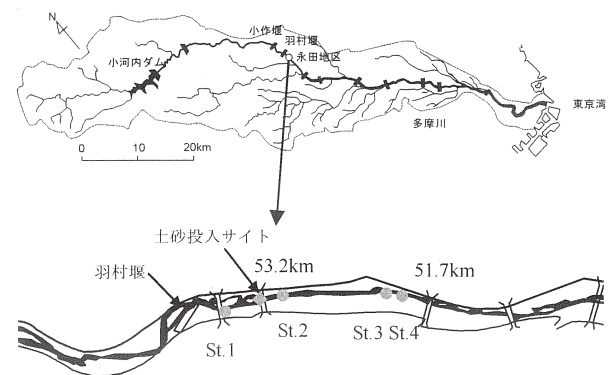 N
小作堰
羽村堰
永田地区
小河内ダム
東京湾
多摩川
0 10 20km
土砂投入サイト
羽村堰
53.2km
51.7km
St.1
St.2
St.3 St.4